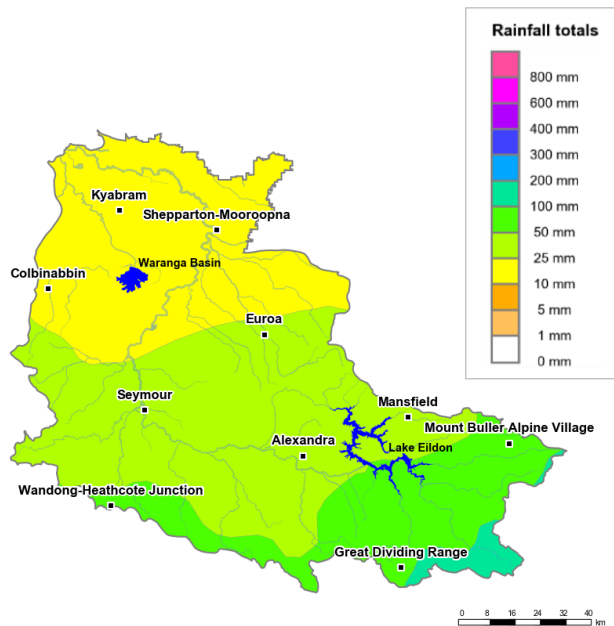 Rainfall totals
800 mm
600 mm
400 mm
300 mm
200 mm
100 mm
50 mm
25 mm
10 mm
5 mm
1 mm
0 mm
Kyabram
Shepparton-Mooroopna
Waranga Basin
Colbinabbin
Euroa
Seymour
Mansfield
Mount Buller Alpine Village
Alexandra
Lake Eildon
Wandong-Heathcote Junction
Great Dividing Range
0 8 16 24 32 40
km